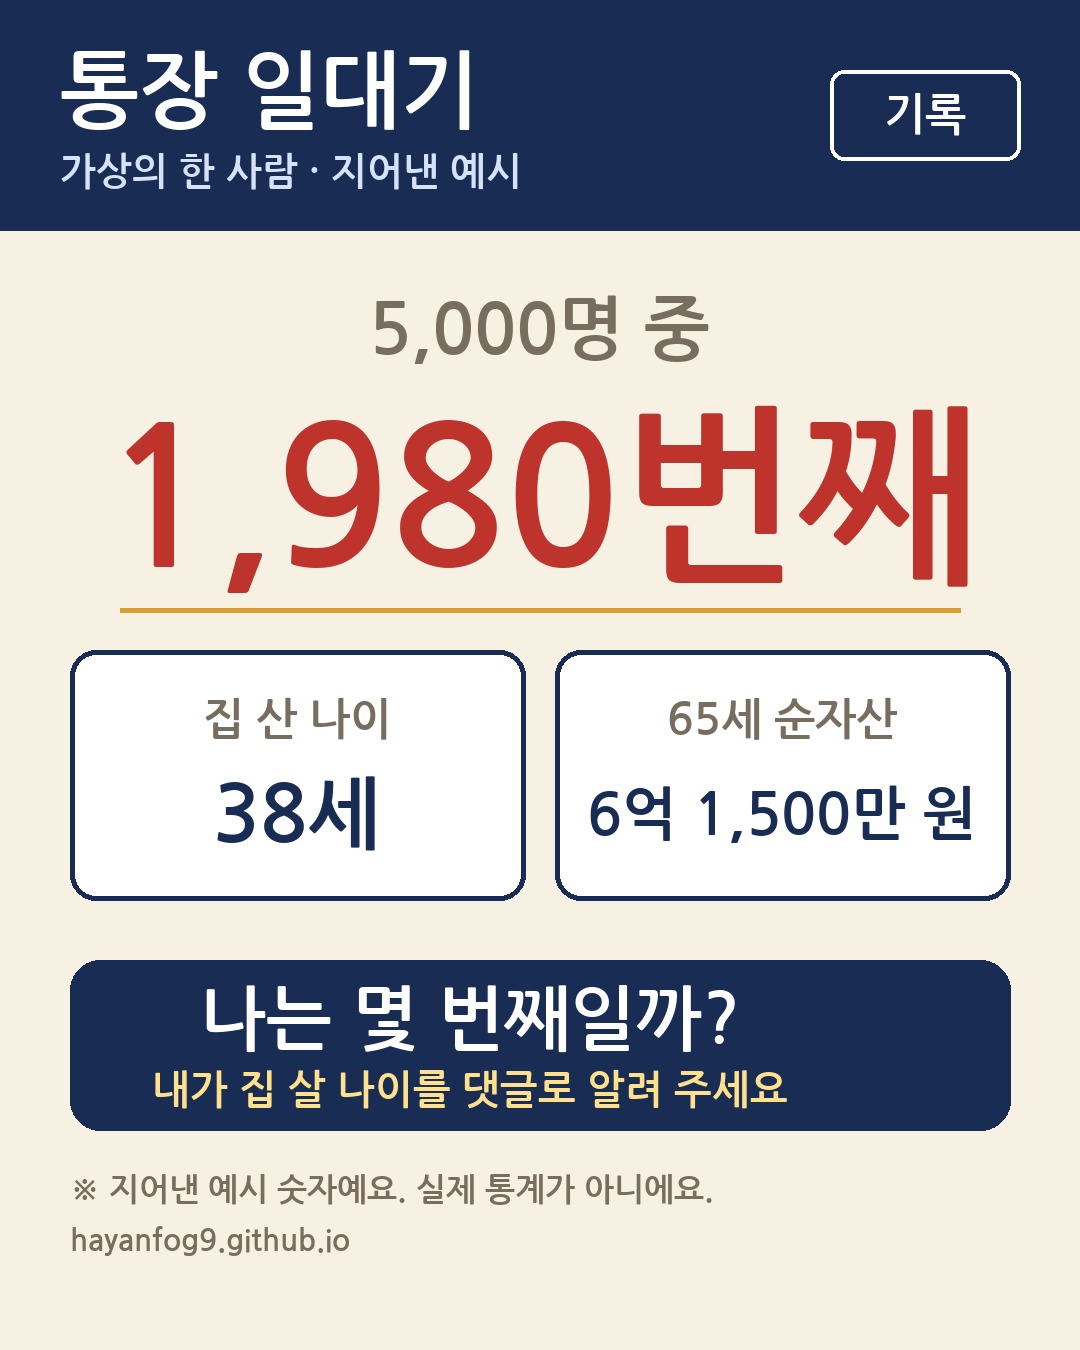 통장 일대기
가상의 한 사람 · 지어낸 예시
기록
5,000명 중
1,980번째
집 산 나이
38세
65세 순자산
6억 1,500만 원
나는 몇 번째일까?
내가 집 살 나이를 댓글로 알려 주세요
※ 지어낸 예시 숫자예요. 실제 통계가 아니에요.
hayanfog9.github.io